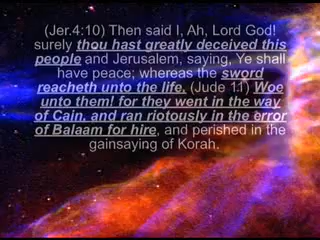 (Jer.4:10) Then said I, Ah, Lord God!
surely thou hast greatly deceived this
people and Jerusalem, saying, Ye shall
have peace; whereas the sword
reacheth unto the life. (Jude 1:1) Woe
unto them! for they went in the way
of Cain, and ran riotously in the error
of Balaam for hire, and perished in the
gainsaying of Korah.